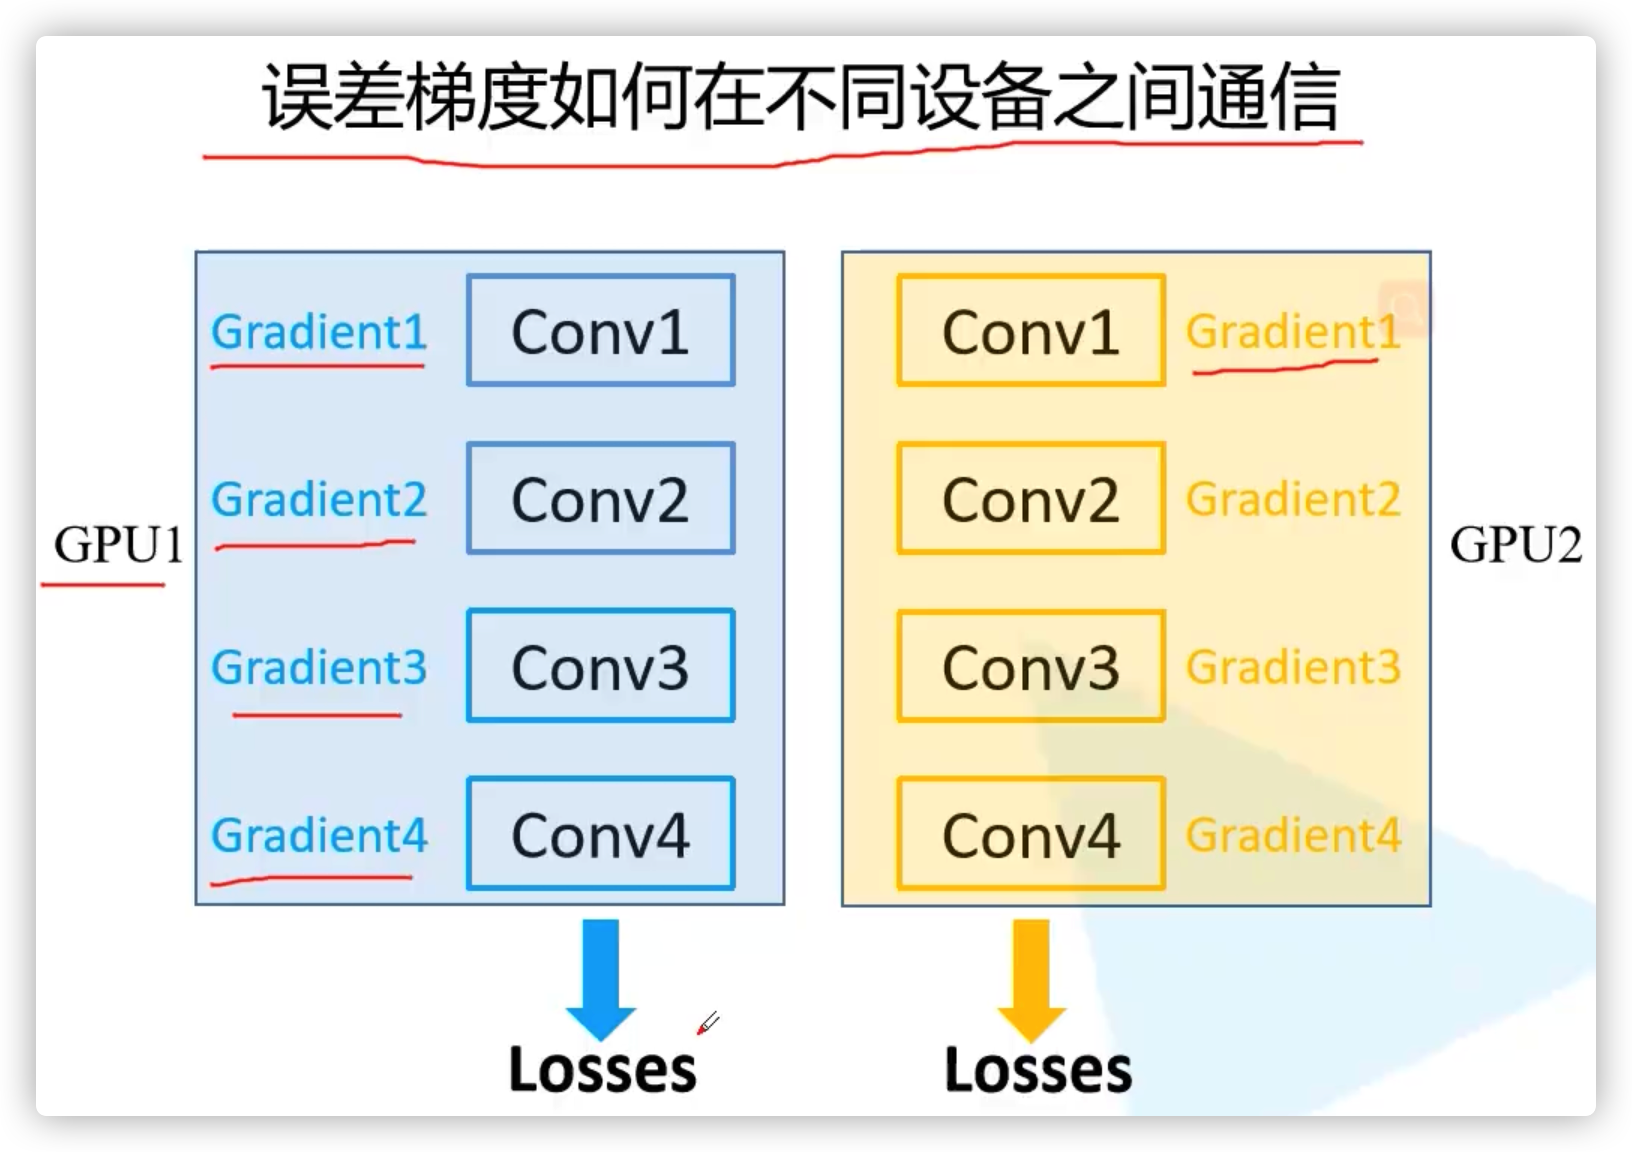 误差梯度如何在不同设备之间通信
Gradient1 Conv1 Conv1 Gradient1
Gradient2 Conv2 Conv2 Gradient2
GPU1 GPU2
Gradient3 Conv3 Conv3 Gradient3
Gradient4 Conv4 Conv4 Gradient4
Losses Losses